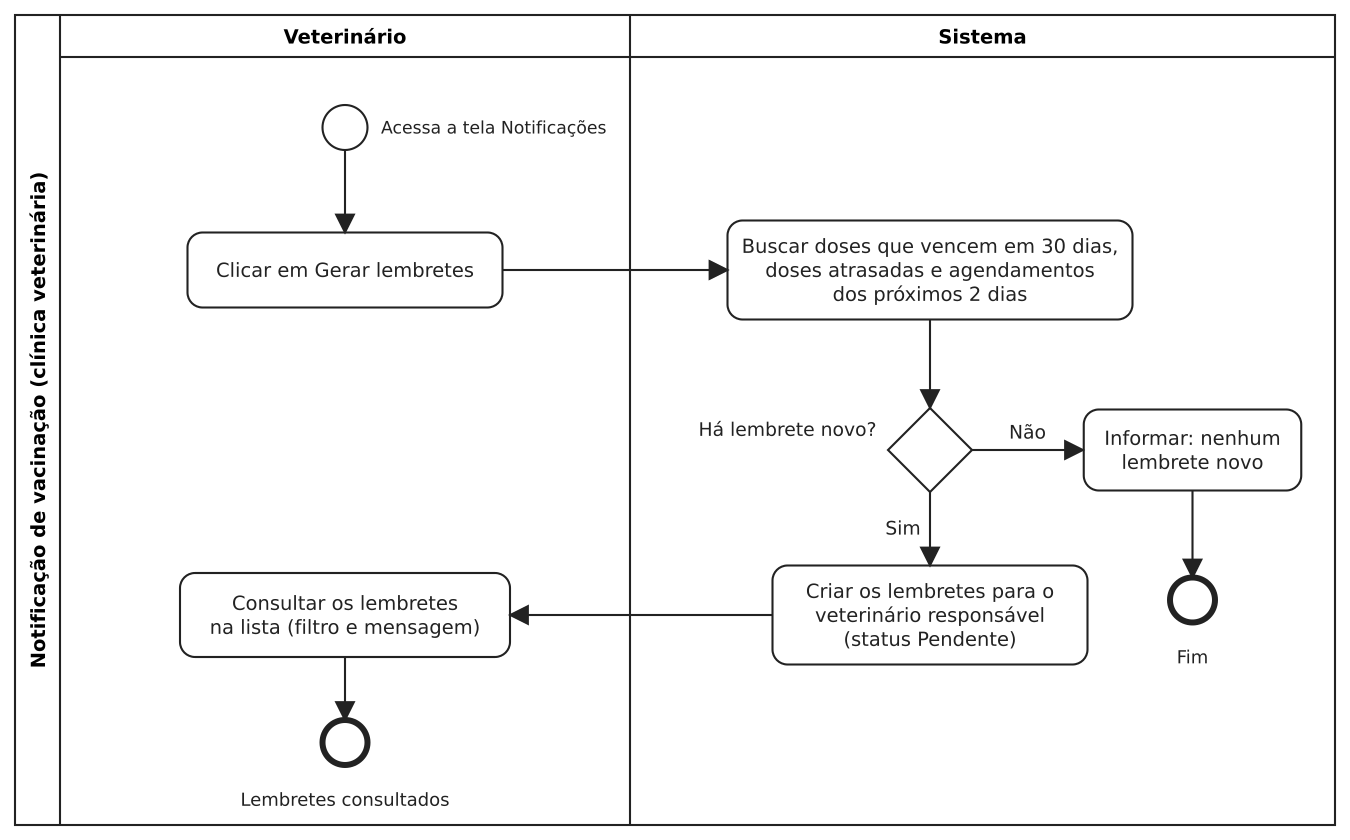 Notificação de vacinação (clínica veterinária)
Veterinário
Sistema
Acessa a tela Notificações
Clicar em Gerar lembretes
Buscar doses que vencem em 30 dias,
doses atrasadas e agendamentos
dos próximos 2 dias
Há lembrete novo?
Não
Informar: nenhum
lembrete novo
Sim
Fim
Criar os lembretes para o
veterinário responsável
(status Pendente)
Consultar os lembretes
na lista (filtro e mensagem)
Lembretes consultados